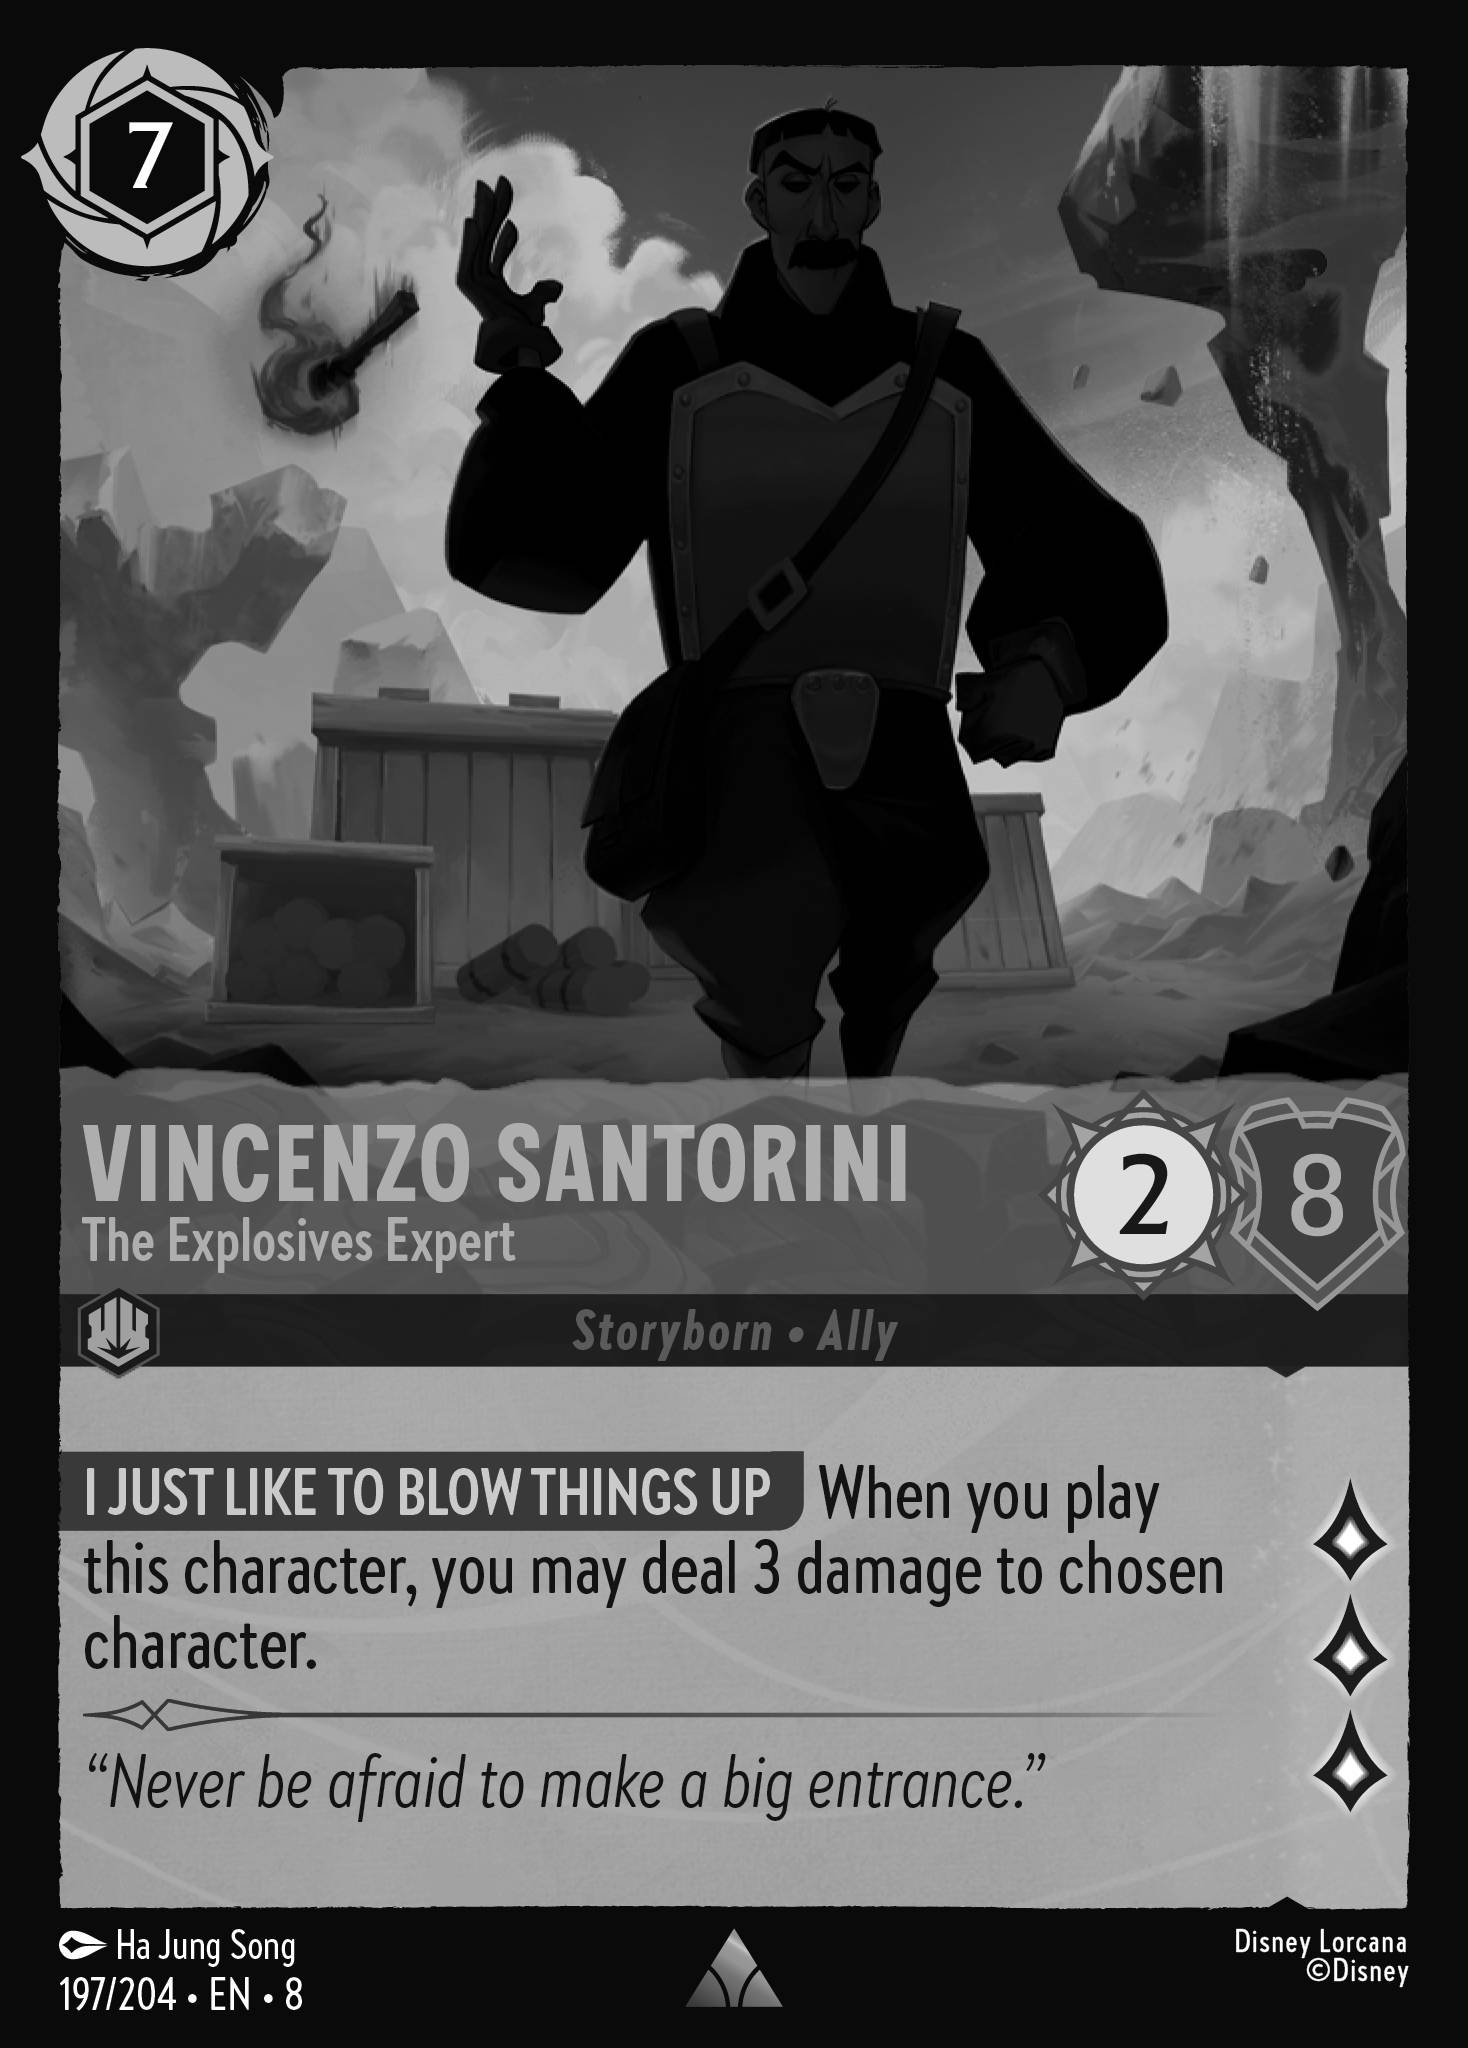 7
VINCENZO SANTORINI
The Explosives Expert
2
8
Storyborn • Ally
I JUST LIKE TO BLOW THINGS UP When you play
this character, you may deal 3 damage to chosen
character.
“Never be afraid to make a big entrance.”
Ha Jung Song
197/204 • EN • 8
Disney Lorcana
©Disney